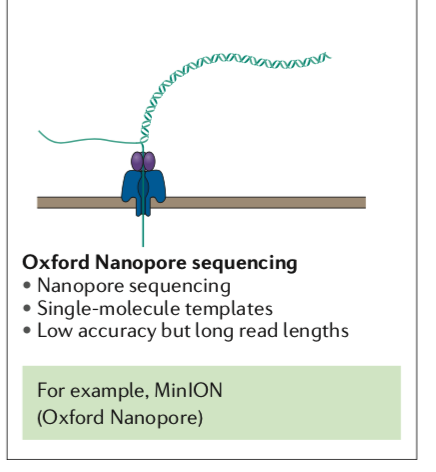 Oxford Nanopore sequencing
• Nanopore sequencing
• Single-molecule templates
• Low accuracy but long read lengths
For example, MinION
(Oxford Nanopore)